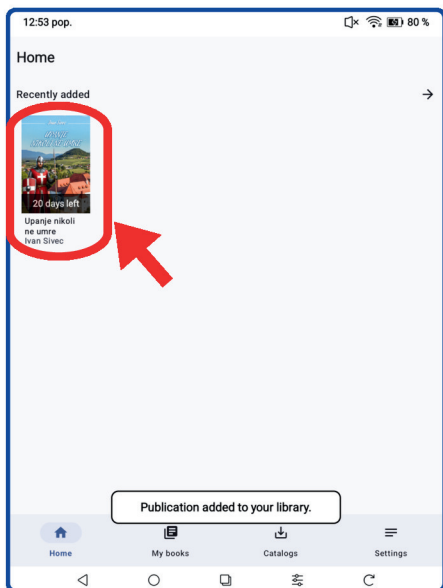 12:53 pop.
80 %
Home
Recently added
20 days left
Upanje nikoli
ne umre
Ivan Sivec
Publication added to your library.
Home
My books
Catalogs
Settings